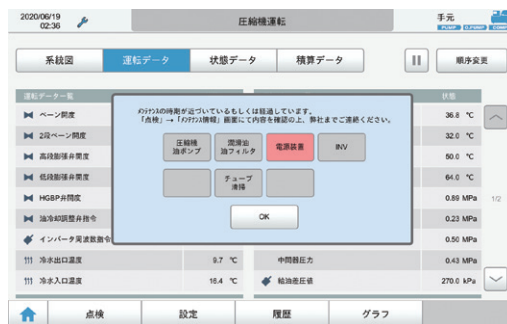 2020/06/19
02:36
圧縮機運転
手元
系統図
運転データ
状態データ
積算データ
順序変更
運転データ一覧
状態
ベーン開度
36.8 ℃
2段ベーン開度
32.0 ℃
高段膨張弁開度
50.0 ℃
低段膨張弁開度
64.0 ℃
HGBP弁開度
0.89 MPa
1/2
油冷却調整弁指令
0.23 MPa
インバータ周波数指令
0.50 MPa
冷水出口温度
9.7 ℃
中間器圧力
0.43 MPa
冷水入口温度
16.4 ℃
給油差圧値
270.0 kPa
ﾒﾝﾃﾅﾝｽの時期が近づいているもしくは経過しています。
「点検」→「ﾒﾝﾃﾅﾝｽ情報」画面にて内容を確認の上、弊社までご連絡ください。
圧縮機
油ポンプ
潤滑油
油フィルタ
電源装置
INV
チューブ
清掃
OK
点検
設定
履歴
グラフ